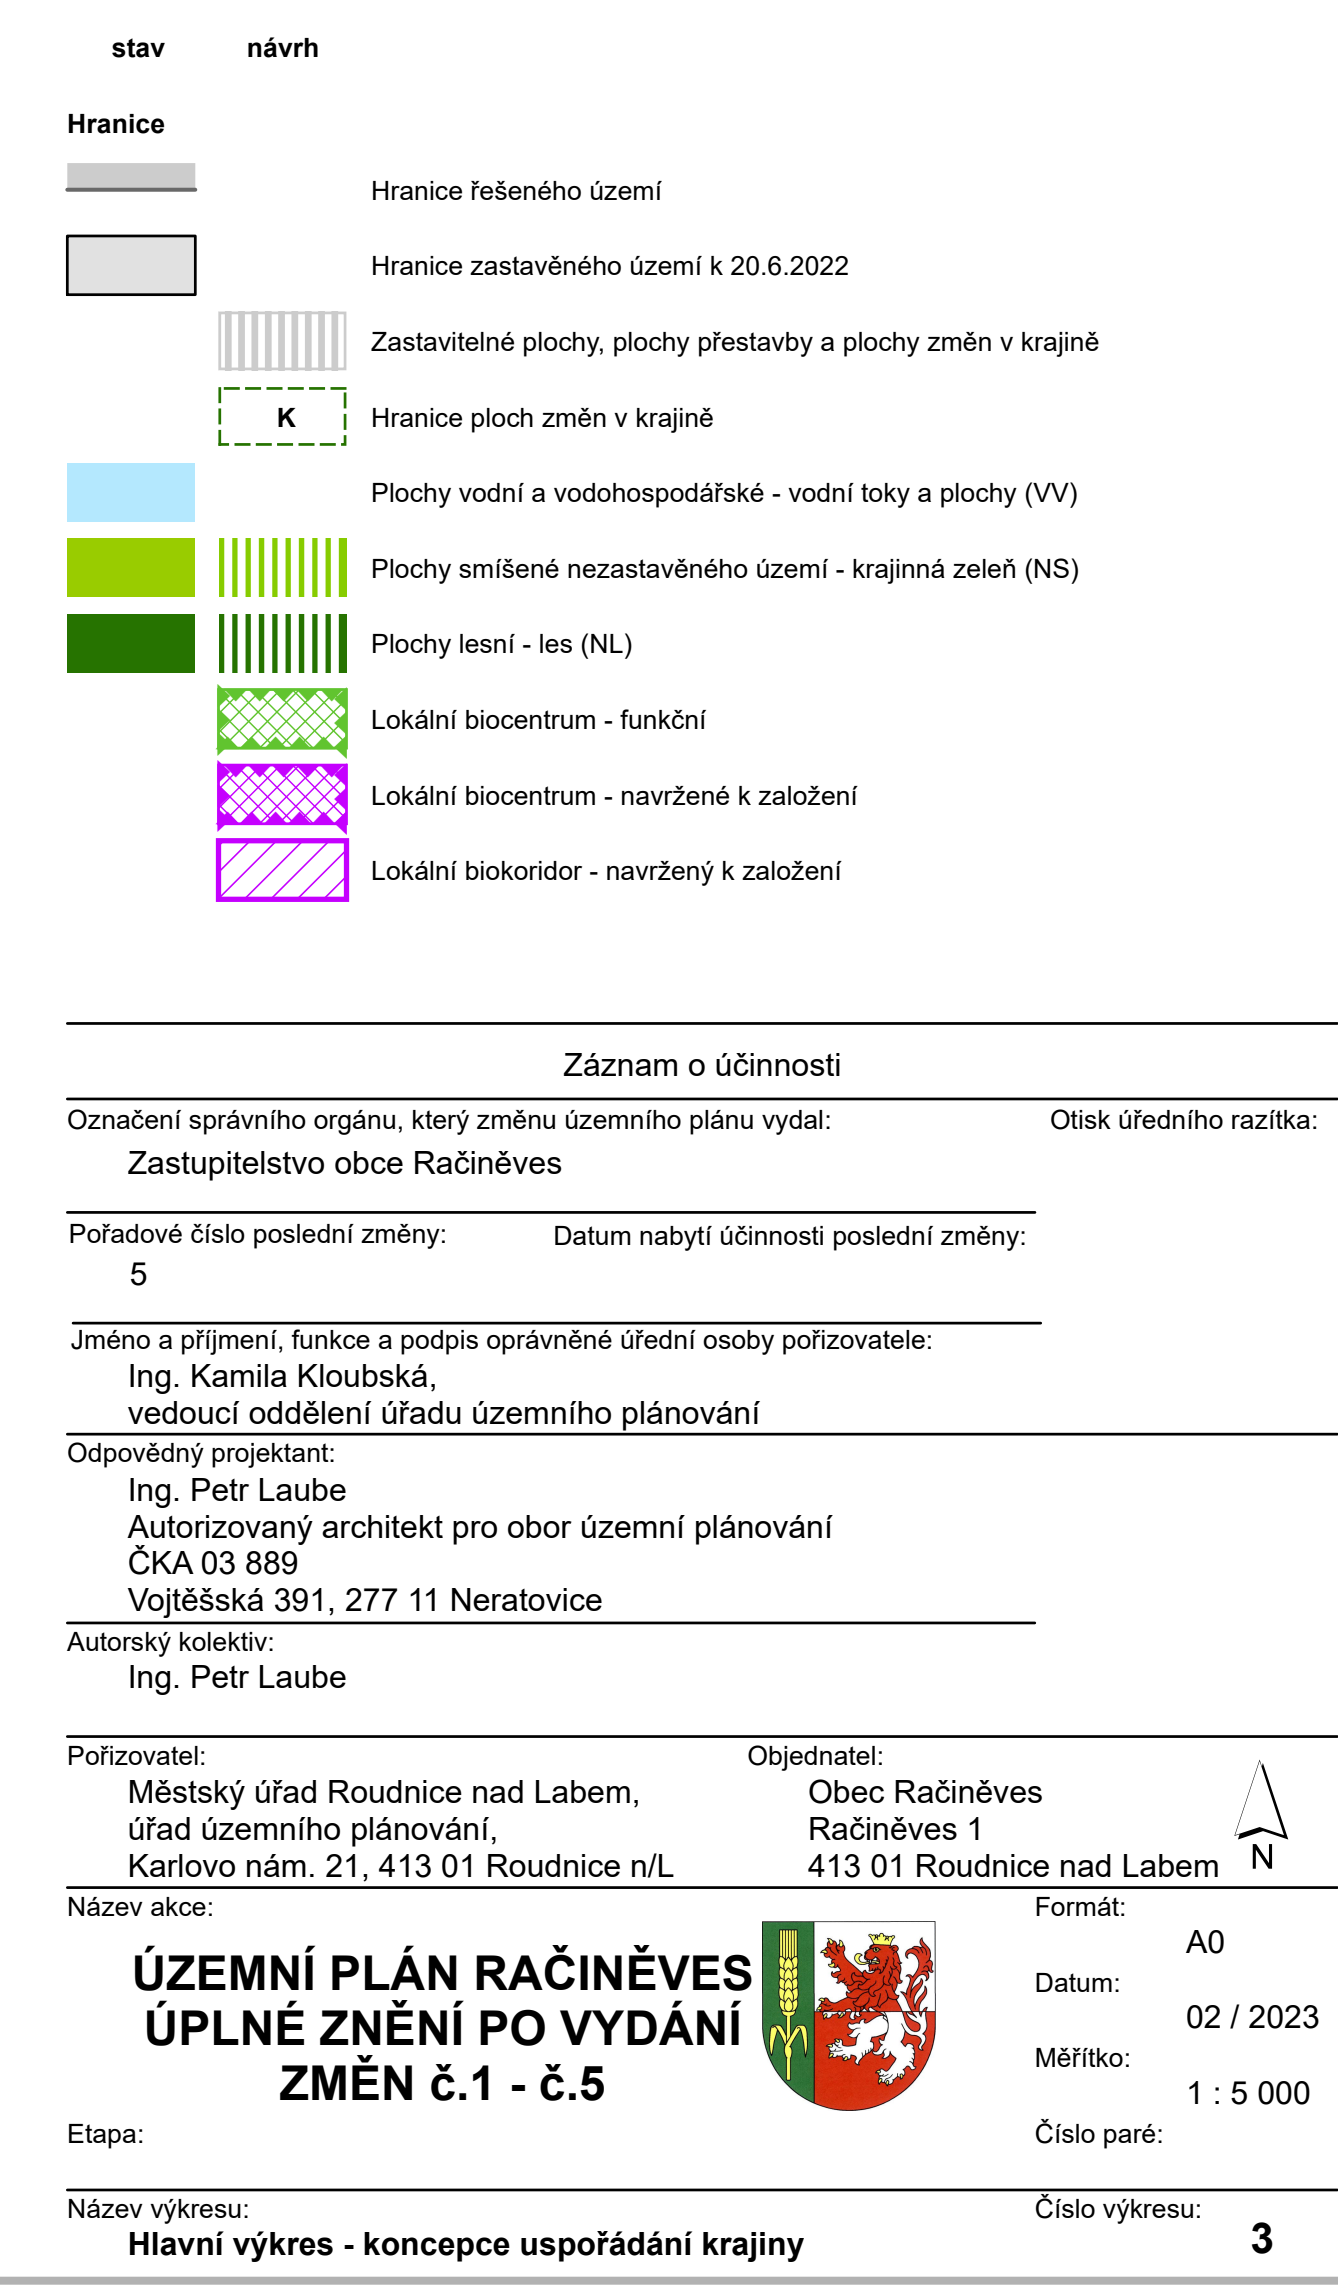 stav návrh
Hranice
Hranice řešeného území
Hranice zastavěného území k 20.6.2022
Zastavitelné plochy, plochy přestavby a plochy změn v krajině
K Hranice ploch změn v krajině
Plochy vodní a vodohospodářské - vodní toky a plochy (VV)
Plochy smíšené nezastavěného území - krajinná zeleň (NS)
Plochy lesní - les (NL)
Lokální biocentrum - funkční
Lokální biocentrum - navržené k založení
Lokální biokoridor - navržený k založení
Záznam o účinnosti
Označení správního orgánu, který změnu územního plánu vydal: Otisk úředního razítka:
Zastupitelstvo obce Račiněves
Pořadové číslo poslední změny: Datum nabytí účinnosti poslední změny:
5
Jméno a příjmení, funkce a podpis oprávněné úřední osoby pořizovatele:
Ing. Kamila Kloubská,
vedoucí oddělení úřadu územního plánování
Odpovědný projektant:
Ing. Petr Laube
Autorizovaný architekt pro obor územní plánování
ČKA 03 889
Vojtěšská 391, 277 11 Neratovice
Autorský kolektiv:
Ing. Petr Laube
Pořizovatel:
Městský úřad Roudnice nad Labem,
úřad územního plánování,
Karlovo nám. 21, 413 01 Roudnice n/L
Objednatel:
Obec Račiněves
Račiněves 1
413 01 Roudnice nad Labem
N
Název akce:
ÚZEMNÍ PLÁN RAČINĚVES
ÚPLNÉ ZNĚNÍ PO VYDÁNÍ
ZMĚN č.1 - č.5
Formát:
A0
Datum:
02 / 2023
Měřítko:
1 : 5 000
Etapa: Číslo paré:
Název výkresu: Číslo výkresu:
Hlavní výkres - koncepce uspořádání krajiny 3